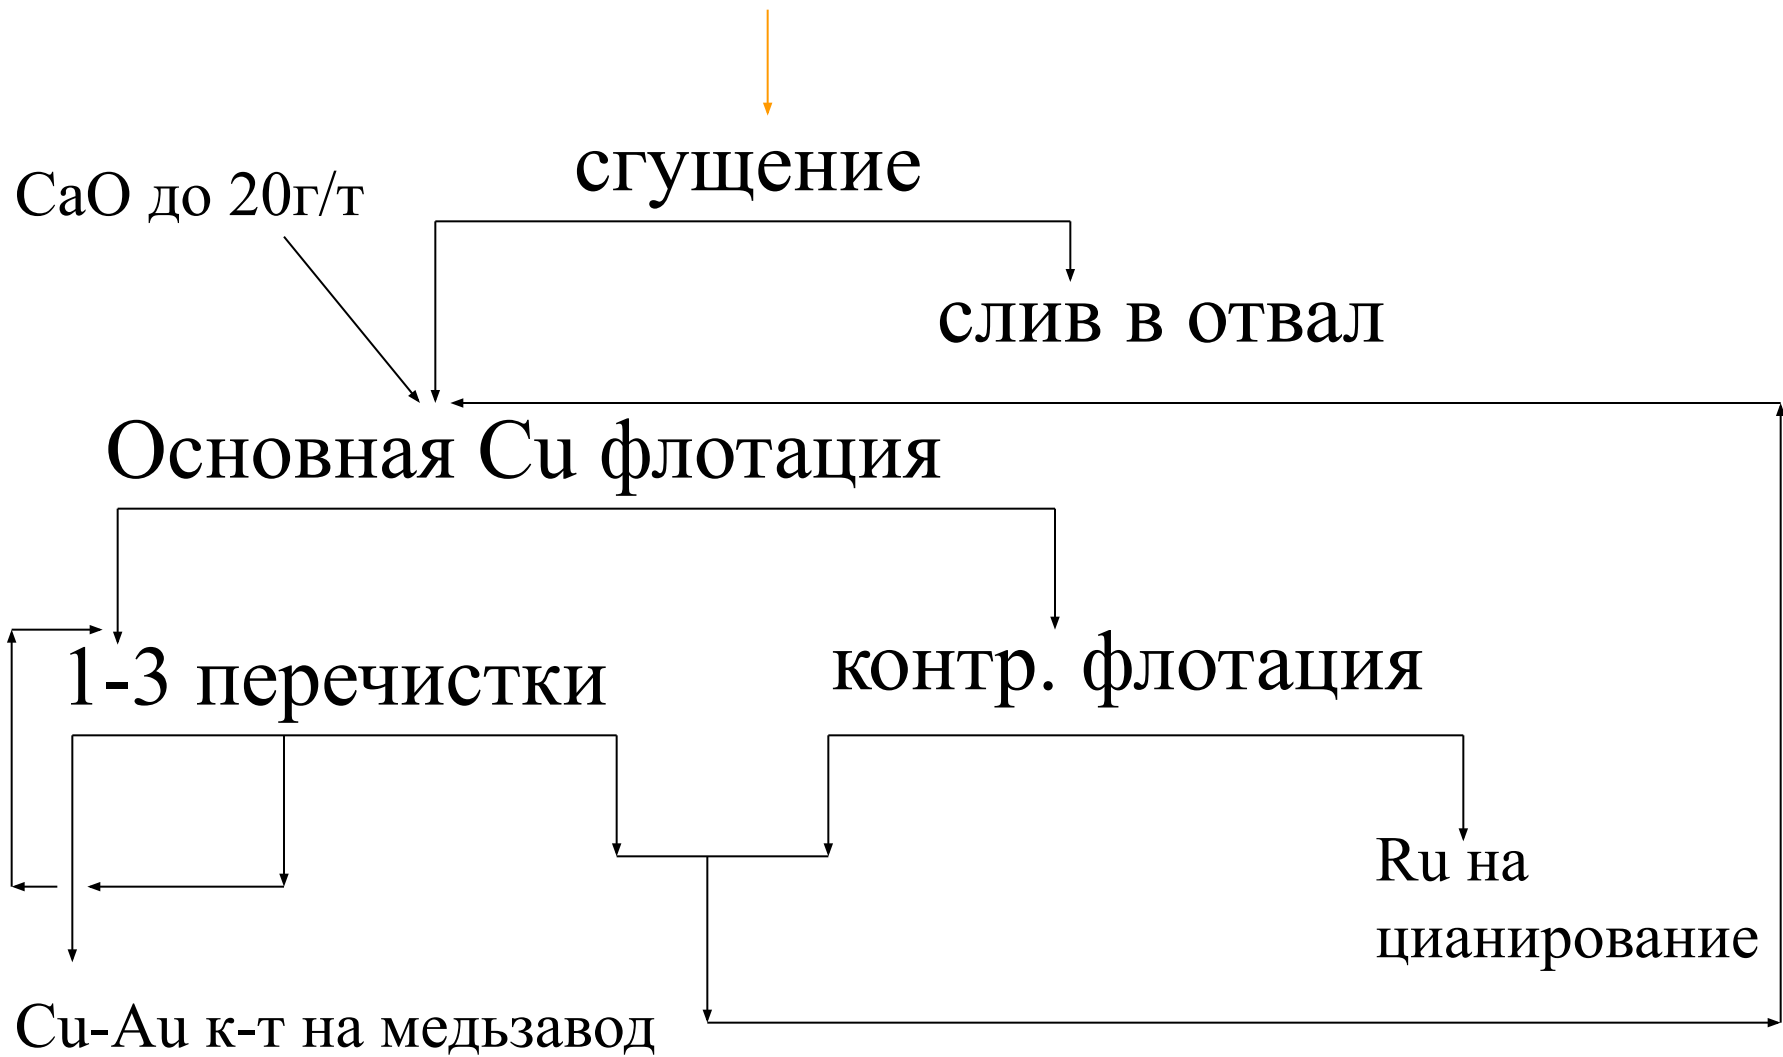 сгущение
CaO до 20г/т
слив в отвал
Основная Cu флотация
1-3 перечистки
контр. флотация
Ru на
цианирование
Cu-Au к-т на медьзавод